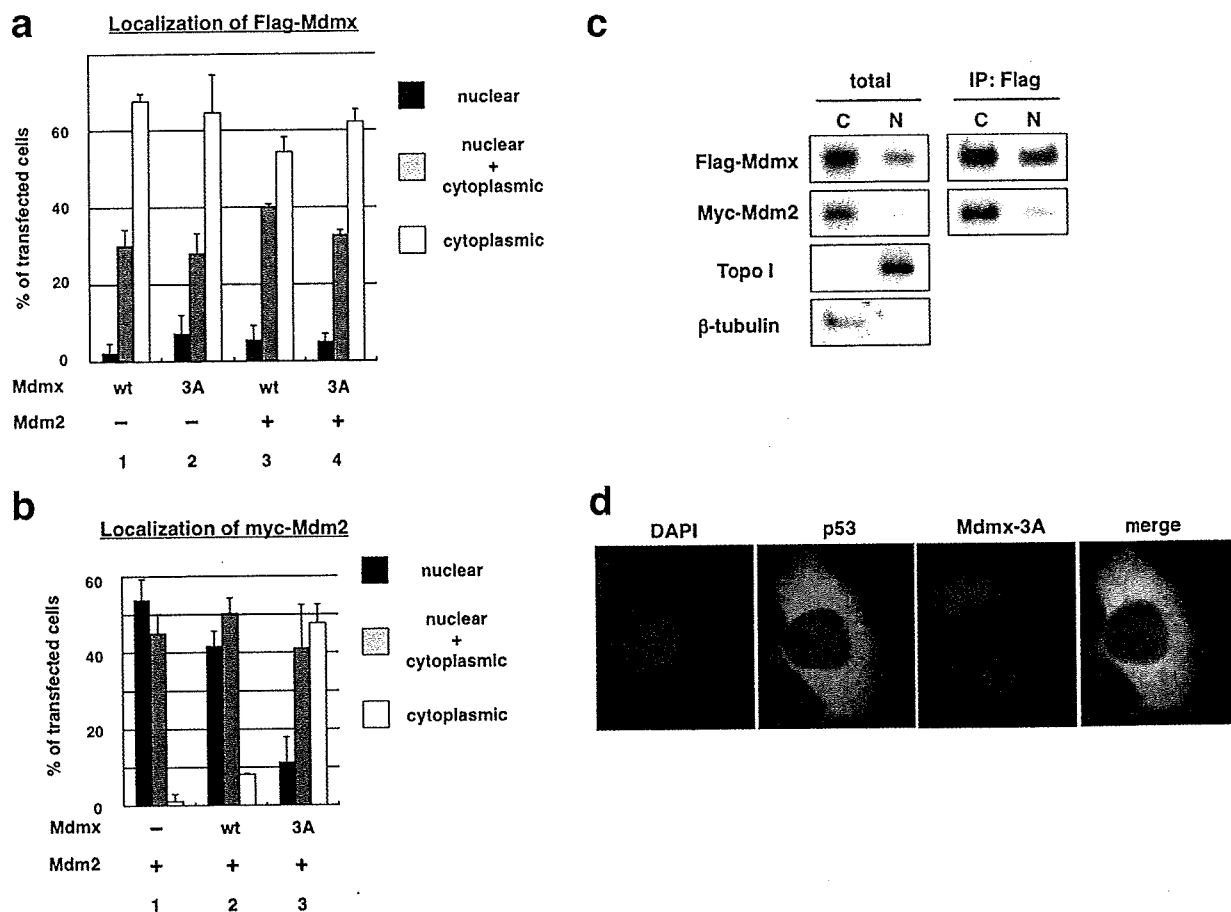 a
Localization of Flag-Mdmx
% of transfected cells
60
40
20
0
nuclear
nuclear
+
cytoplasmic
cytoplasmic
Mdmx wt 3A wt 3A
Mdm2 – – + +
1 2 3 4
b
Localization of myc-Mdm2
% of transfected cells
60
40
20
0
nuclear
nuclear
+
cytoplasmic
cytoplasmic
Mdmx – wt 3A
Mdm2 + + +
1 2 3
c
total IP: Flag
C N C N
Flag-Mdmx
Myc-Mdm2
Topo I
β-tubulin
d
DAPI p53 Mdmx-3A merge